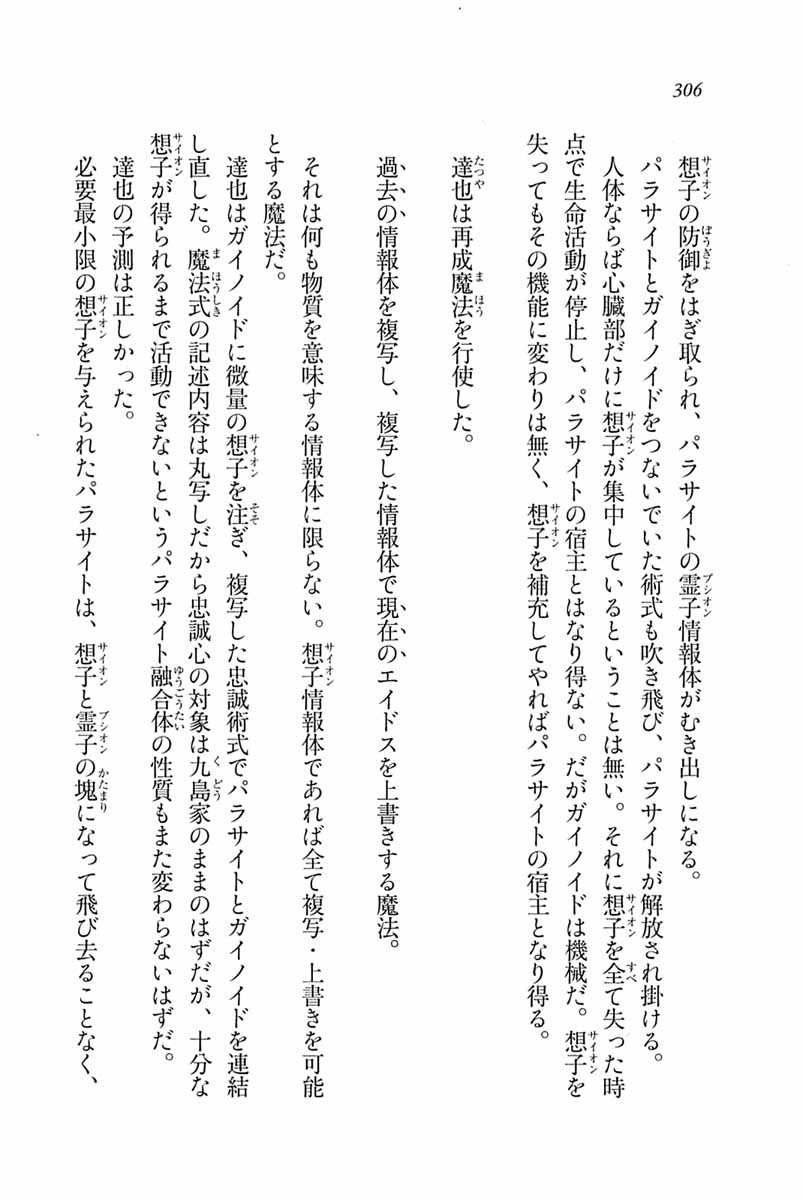 306
想子の防御をはぎ取られ、パラサイトの霊子情報体がむき出しになる。
パラサイトとガイノイドをつないでいた術式も吹き飛び、パラサイトが解放され掛ける。
人体ならば心臓部だけに想子が集中しているということは無い。それに想子を全て失った時
点で生命活動が停止し、パラサイトの宿主とはなり得ない。だがガイノイドは機械だ。想子を
失ってもその機能に変わりは無く、想子を補充してやればパラサイトの宿主となり得る。
達也は再成魔法を行使した。
過去の情報体を複写し、複写した情報体で現在のエイドスを上書きする魔法。
それは何も物質を意味する情報体に限らない。想子情報体であれば全て複写・上書きを可能
とする魔法だ。
達也はガイノイドに微量の想子を注ぎ、複写した忠誠術式でパラサイトとガイノイドを連結
し直した。魔法式の記述内容は丸写しだから忠誠心の対象は九島家のままのはずだが、十分な
想子が得られるまで活動できないというパラサイト融合体の性質もまた変わらないはずだ。
達也の予測は正しかった。
必要最小限の想子を与えられたパラサイトは、想子と霊子の塊になって飛び去ることなく、